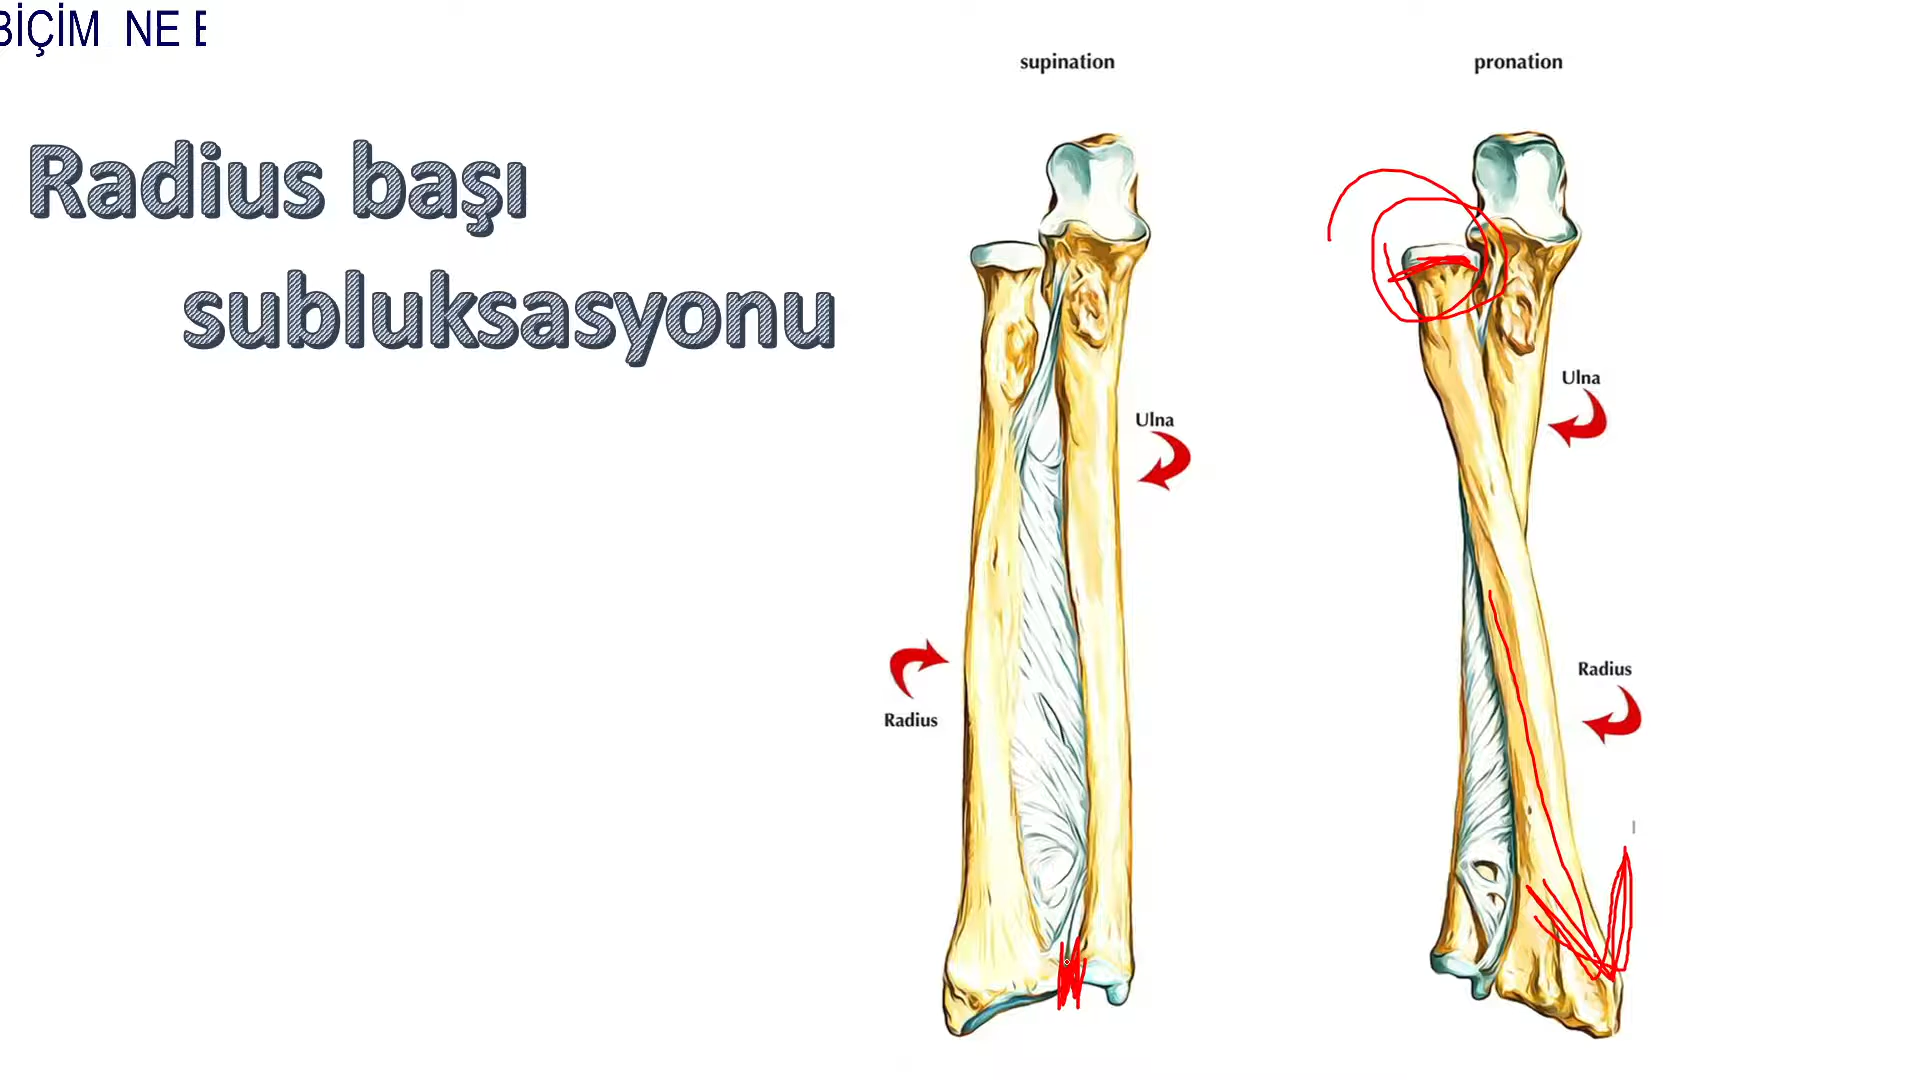 BİÇİM NE E
supination
pronation
Radius başı
subluksasyonu
Ulna
Ulna
Radius
Radius